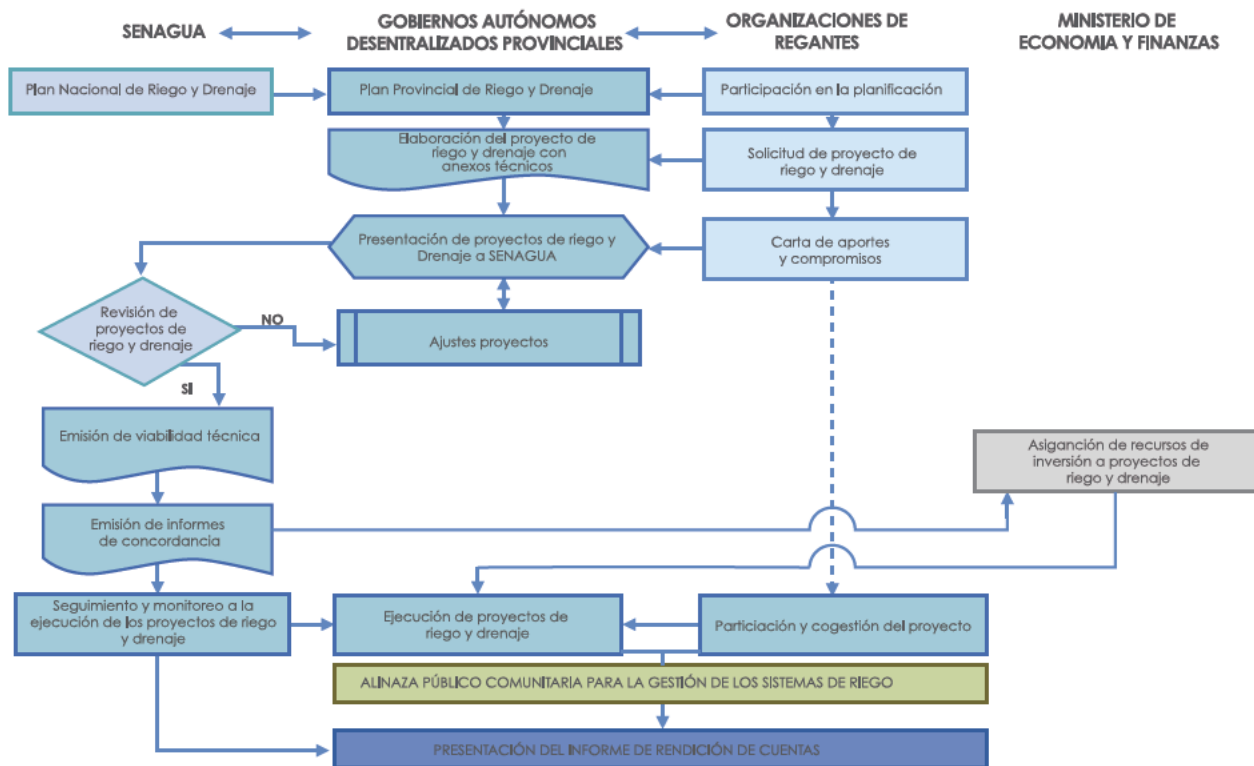 SENAGUA
GOBIERNOS AUTÓNOMOS
DESENTRALIZADOS PROVINCIALES
ORGANIZACIONES DE
REGANTES
MINISTERIO DE
ECONOMIA Y FINANZAS
Plan Nacional de Riego y Drenaje
Plan Provincial de Riego y Drenaje
Participación en la planificación
Elaboración del proyecto de
riego y drenaje con
anexos técnicos
Solicitud de proyecto de
riego y drenaje
Presentación de proyectos de riego y
Drenaje a SENAGUA
Carta de aportes
y compromisos
Revisión de
proyectos de
riego y drenaje
NO
Ajustes proyectos
SI
Emisión de viabilidad técnica
Asiganción de recursos de
inversión a proyectos de
riego y drenaje
Emisión de informes
de concordancia
Seguimiento y monitoreo a la
ejecución de los proyectos de riego
y drenaje
Ejecución de proyectos de
riego y drenaje
Particiación y cogestión del proyecto
ALINAZA PÚBLICO COMUNITARIA PARA LA GESTIÓN DE LOS SISTEMAS DE RIEGO
PRESENTACIÓN DEL INFORME DE RENDICIÓN DE CUENTAS